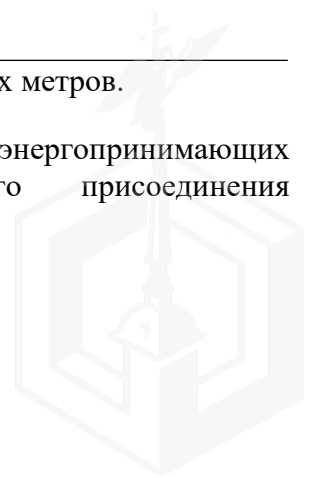 х метров.
энергопринимающих
го присоединения